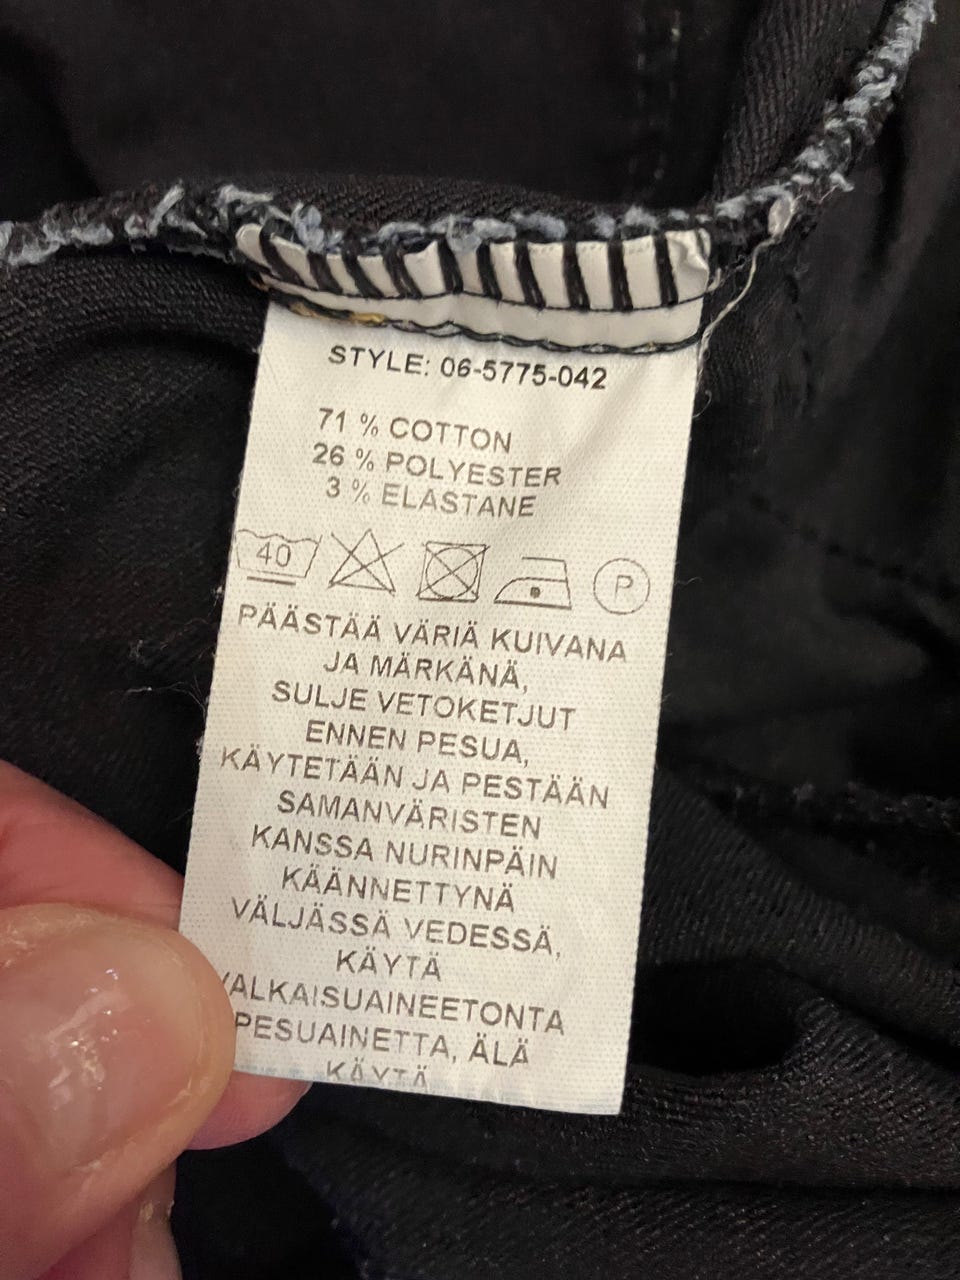 STYLE: 06-5775-042
71 % COTTON
26 % POLYESTER
3 % ELASTANE
40 P
PÄÄSTÄÄ VÄRIÄ KUIVANA
JA MÄRKÄNÄ,
SULJE VETOKETJUT
ENNEN PESUA,
KÄYTETÄÄN JA PESTÄÄN
SAMANVÄRISTEN
KANSSA NURINPÄIN
KÄÄNNETTYNÄ
VÄLJÄSSÄ VEDESSÄ,
KÄYTÄ
VALKAISUAINEETONTA
PESUAINETTA, ÄLÄ
KÄYTÄ